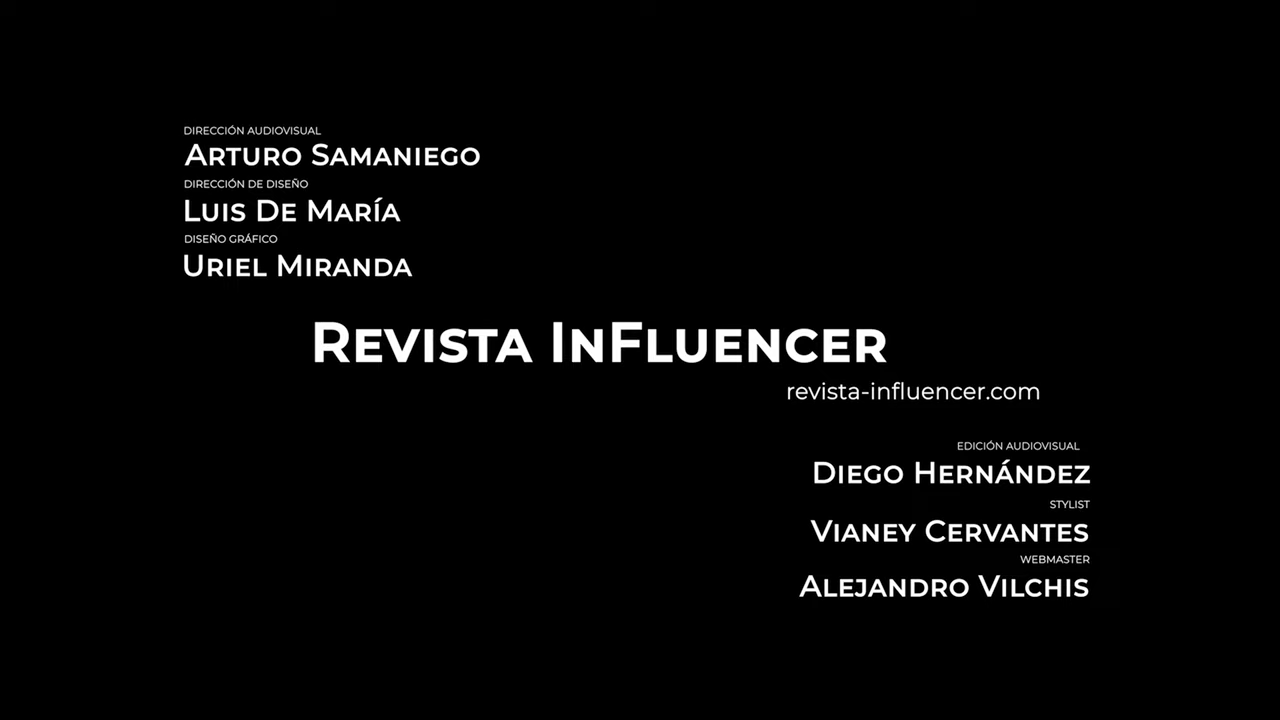 DIRECCIÓN AUDIOVISUAL
ARTURO SAMANIEGO
DIRECCIÓN DE DISEÑO
LUIS DE MARÍA
DISEÑO GRÁFICO
URIEL MIRANDA
REVISTA INFLUENCER
revista-influencer.com
EDICIÓN AUDIOVISUAL
DIEGO HERNÁNDEZ
STYLIST
VIANEY CERVANTES
WEBMASTER
ALEJANDRO VILCHIS